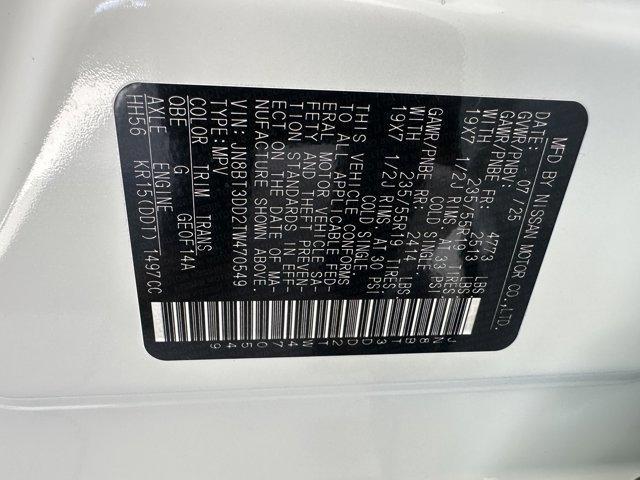 MFD BY NISSAN MOTOR CO.,LTD.
DATE: 07 / 25
GVWR/PNBV: 4773 LBS.
GAWR/PNBE FR: 2513 LBS.
WITH 235/55R19 TIRES
19X7 1/2J RIMS, AT 33 PSI
COLD SINGLE.
GAWR/PNBE RR: 2414 LBS.
WITH 235/55R19 TIRES
19X7 1/2J RIMS, AT 30 PSI
COLD SINGLE.
THIS VEHICLE CONFORMS
TO ALL APPLICABLE FED-
ERAL MOTOR VEHICLE SA-
FETY AND THEFT PREVEN-
TION STANDARDS IN EFF-
ECT ON THE DATE OF MA-
NUFACTURE SHOWN ABOVE.
VIN:JN8BT3DD2TW470549
TYPE:MPV
COLOR TRIM TRANS
QBE G GE0F14A
AXLE ENGINE
HH56 KR15(DDT) 1497CC
JN8BT3DD2TW470549